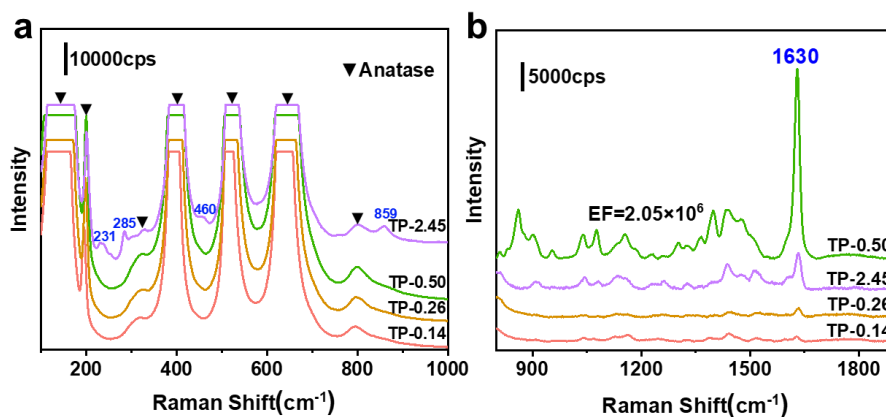 a
10000cps
▼Anatase
231
285
460
859
TP-2.45
TP-0.50
TP-0.26
TP-0.14
Intensity
200
400
600
800
1000
Raman Shift(cm⁻¹)
b
5000cps
1630
EF=2.05×10⁶
TP-0.50
TP-2.45
TP-0.26
TP-0.14
Intensity
900
1200
1500
1800
Raman Shift(cm⁻¹)